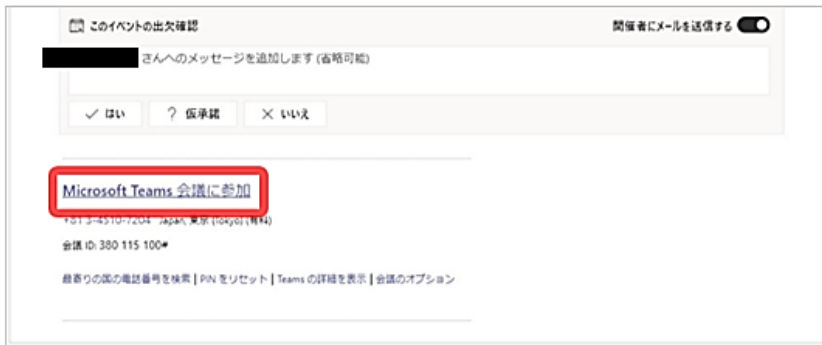 このイベントの出欠確認
開催者にメールを送信する
さんへのメッセージを追加します (省略可能)
はい
仮承諾
いいえ
Microsoft Teams 会議に参加
+81 3-4510-7204 Japan, 東京 (Tokyo) (有料)
会議 ID: 380 115 100#
最寄りの国の電話番号を検索 | PIN をリセット | Teams の詳細を表示 | 会議のオプション